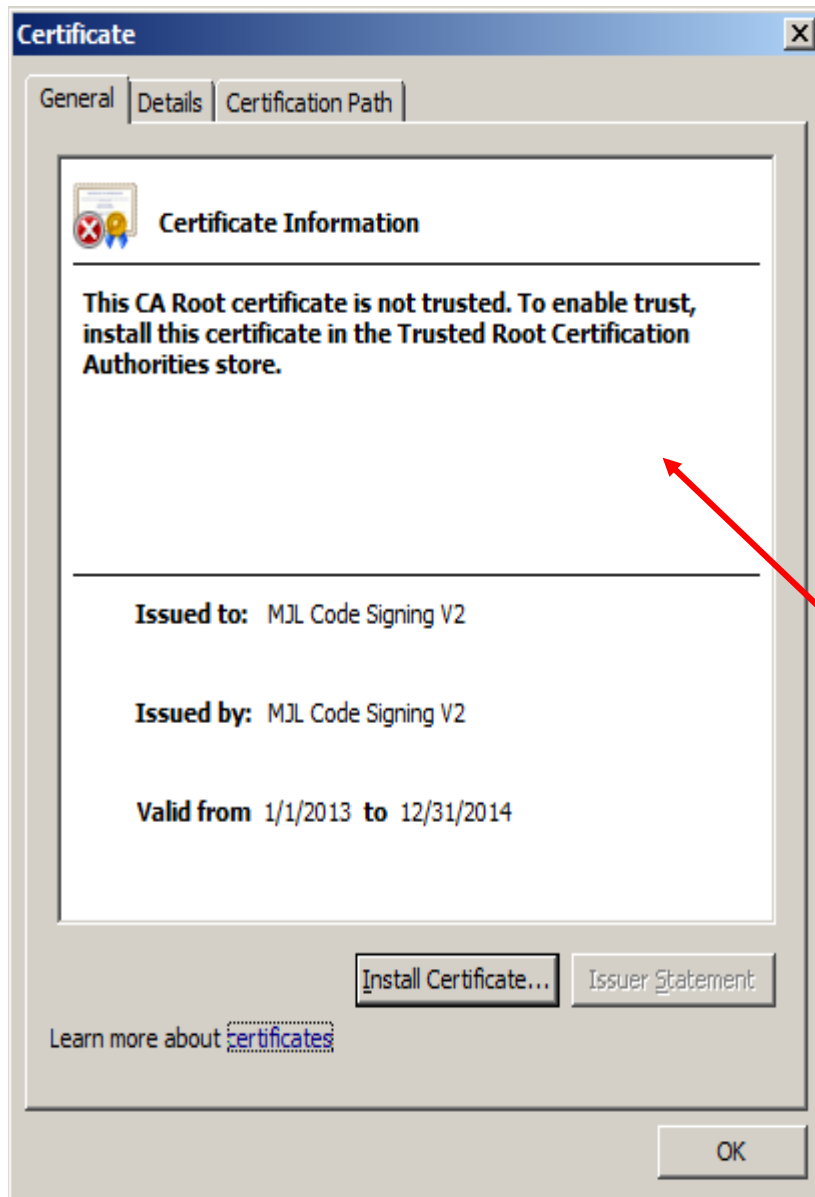 Certificate
General Details Certification Path
Certificate Information
This CA Root certificate is not trusted. To enable trust,
install this certificate in the Trusted Root Certification
Authorities store.
Issued to: MJL Code Signing V2
Issued by: MJL Code Signing V2
Valid from 1/1/2013 to 12/31/2014
Install Certificate... Issuer Statement
Learn more about certificates
OK